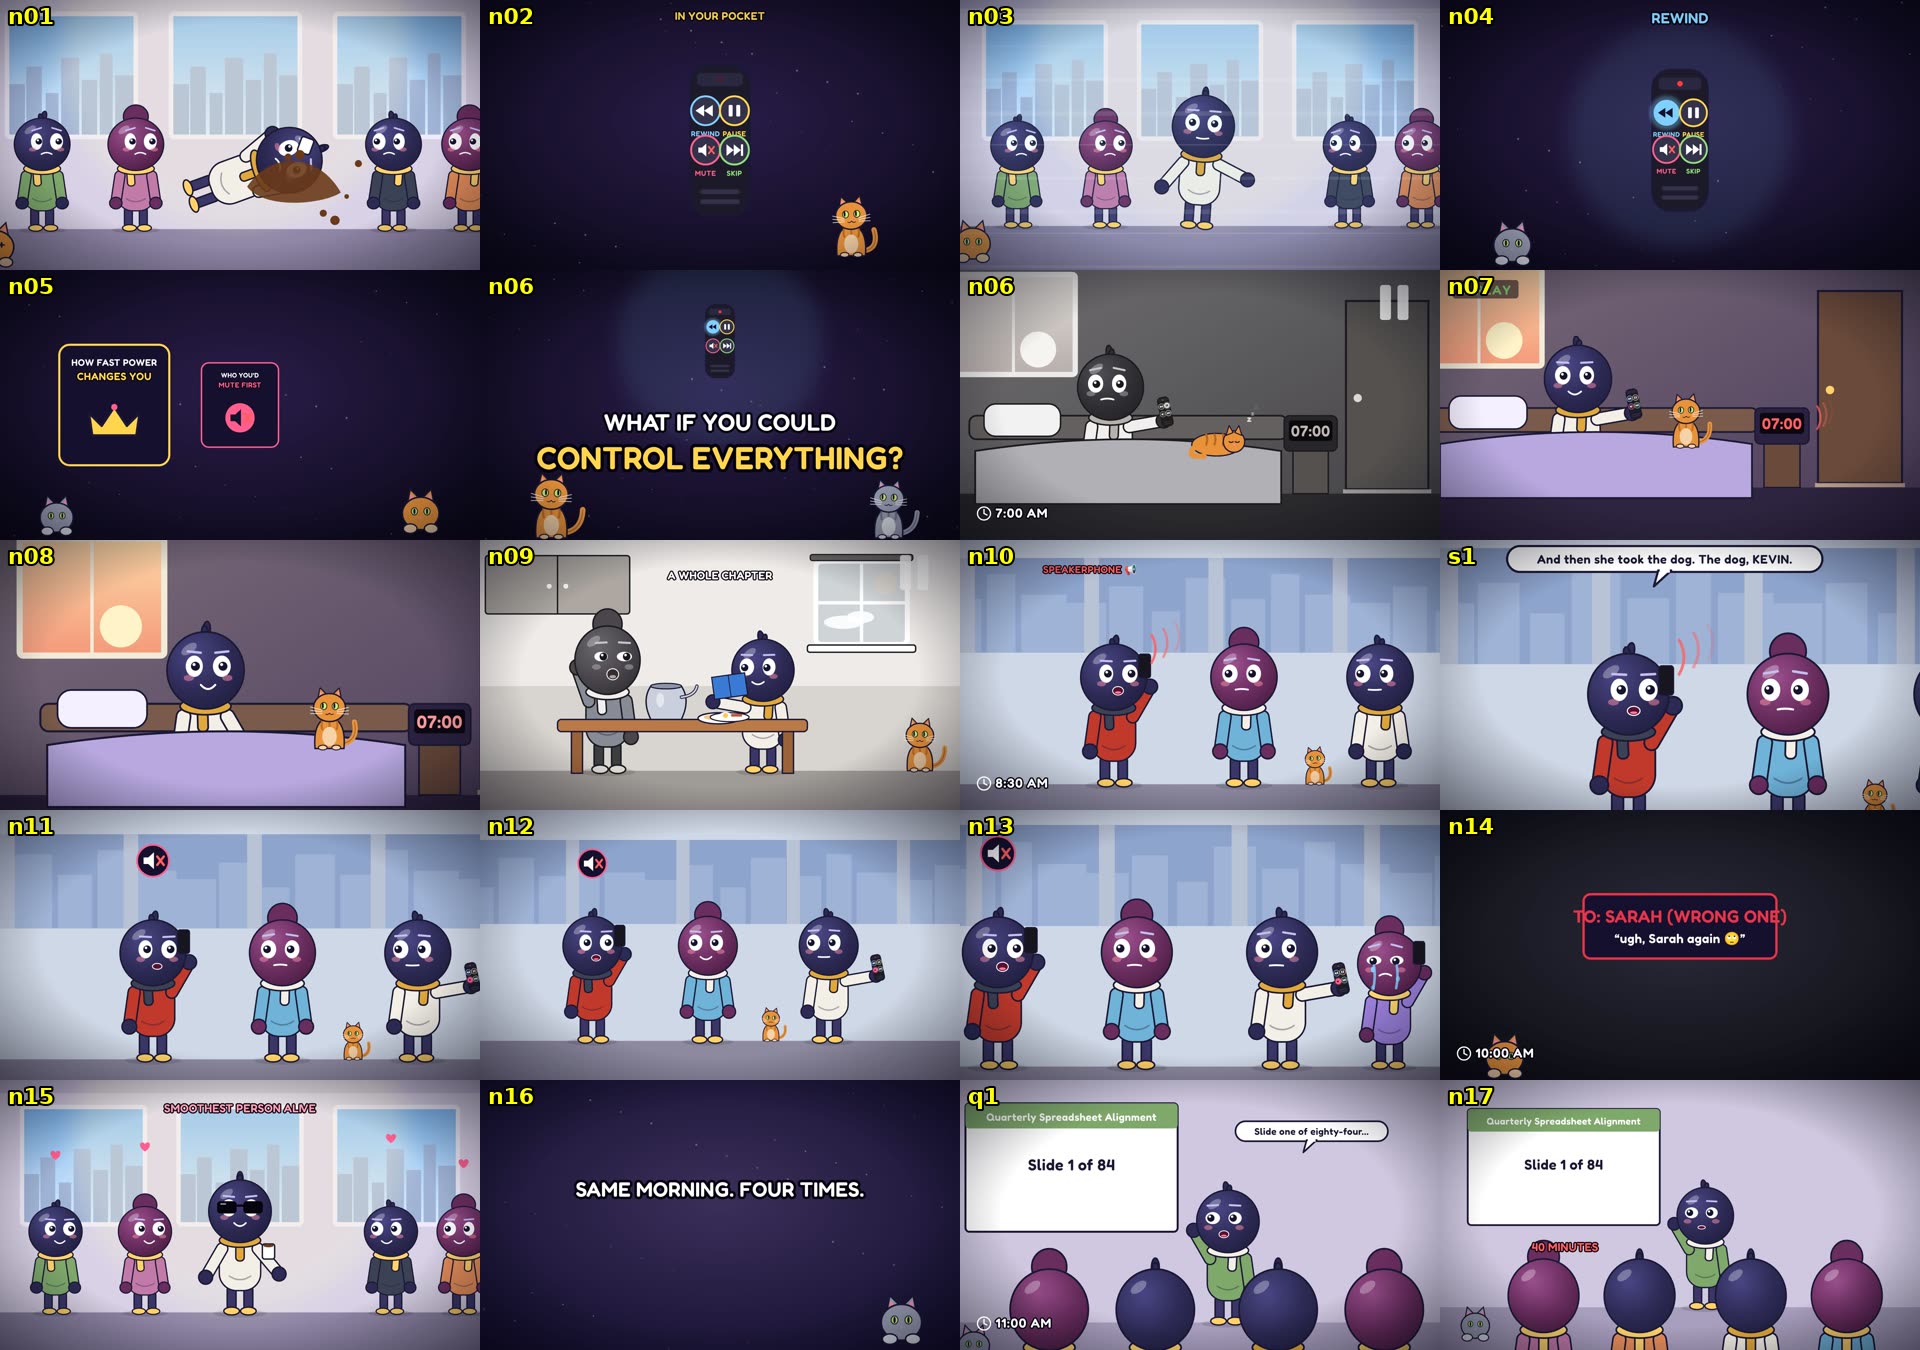 n01
n02
IN YOUR POCKET
REWIND PAUSE
MUTE SKIP
n03
n04
REWIND
REWIND PAUSE
MUTE SKIP
n05
HOW FAST POWER
CHANGES YOU
WHO YOU'D
MUTE FIRST
n06
WHAT IF YOU COULD
CONTROL EVERYTHING?
n06
07:00
7:00 AM
n07
07:00
n08
07:00
n09
A WHOLE CHAPTER
n10
SPEAKERPHONE
8:30 AM
s1
And then she took the dog. The dog, KEVIN.
n11
n12
n13
n14
TO: SARAH (WRONG ONE)
“ugh, Sarah again 🙄”
10:00 AM
n15
SMOOTHEST PERSON ALIVE
n16
SAME MORNING. FOUR TIMES.
q1
Quarterly Spreadsheet Alignment
Slide one of eighty-four...
Slide 1 of 84
11:00 AM
n17
Quarterly Spreadsheet Alignment
Slide 1 of 84
40 MINUTES